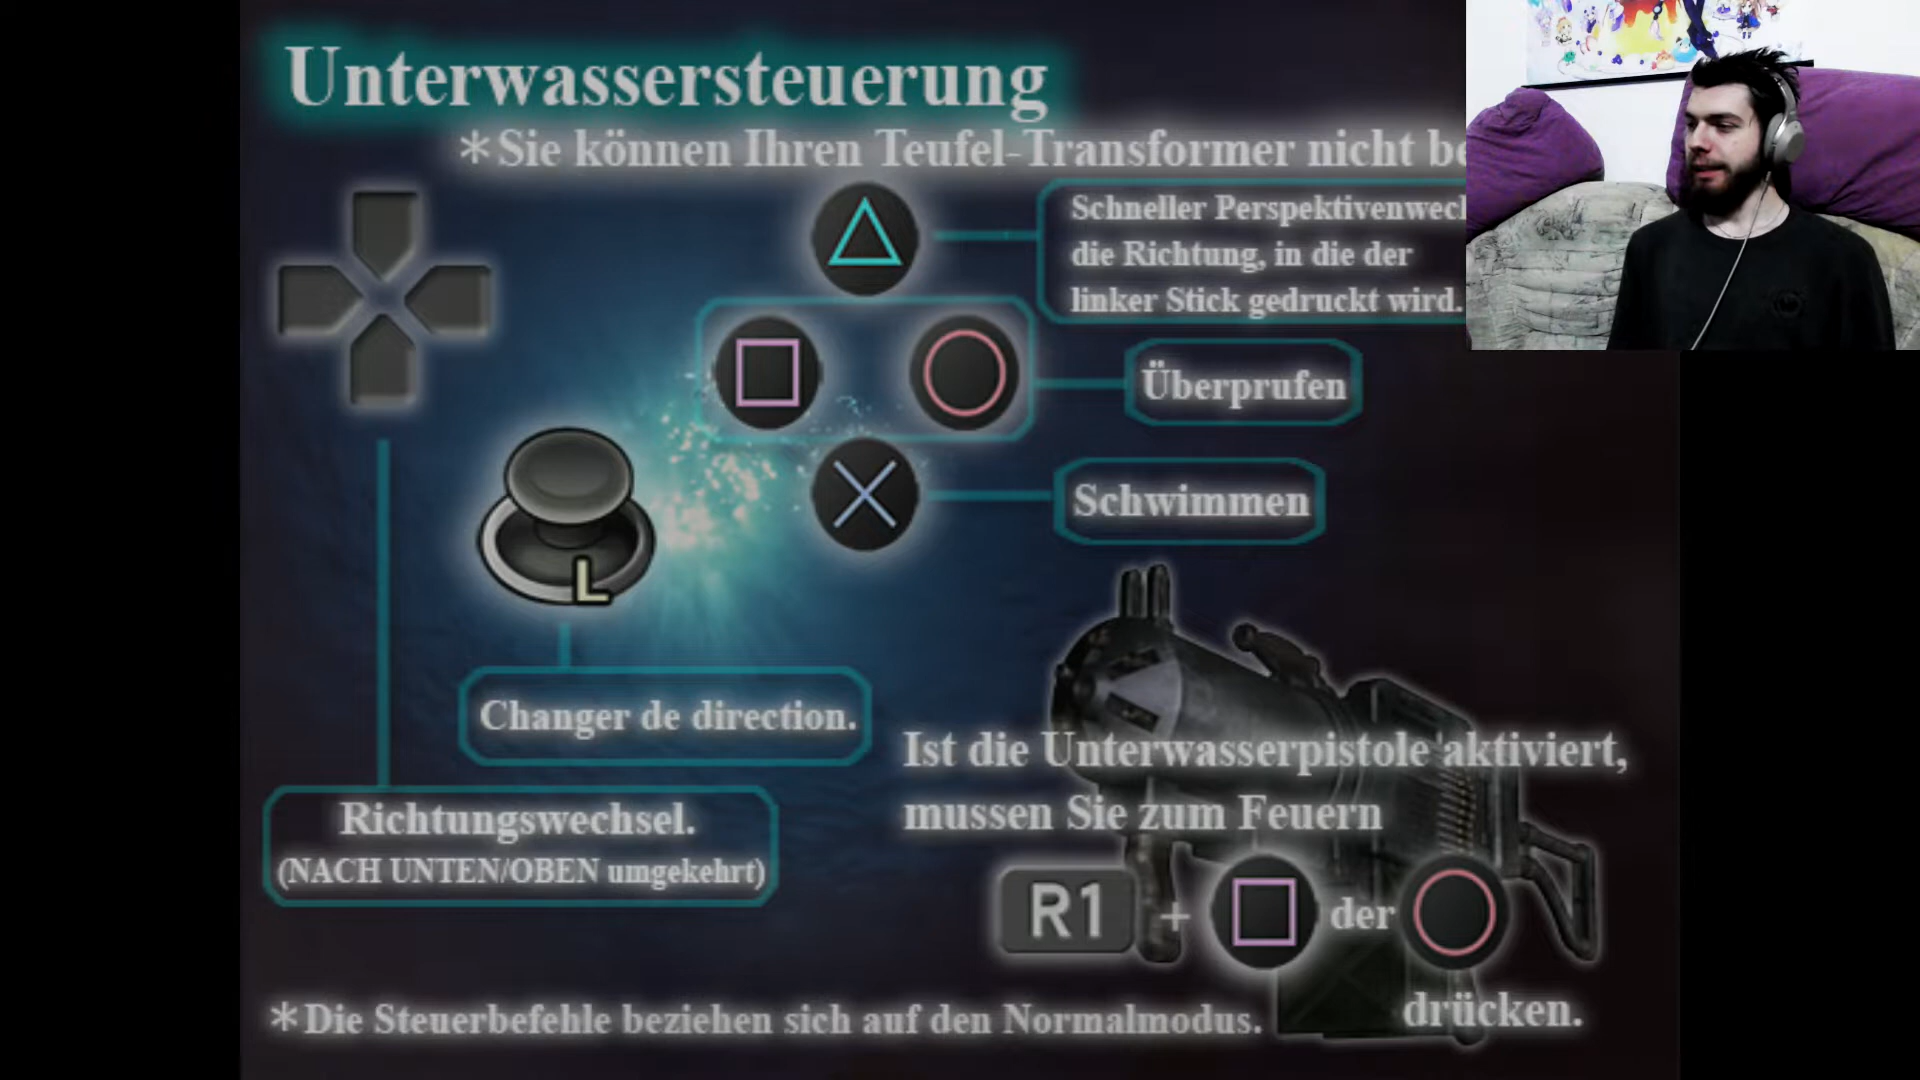 Unterwassersteuerung
*Sie können Ihren Teufel-Transformer nicht
Schneller
die Richtung, in die der
linker Stick gedruckt wird.
Überprufen
Schwimmen
L
Changer de direction.
Richtungswechsel.
(NACH UNTEN/OBEN umgekehrt)
Ist die Unterwasserpistole aktiviert,
mussen Sie zum Feuern
R1 + der
drücken.
*Die Steuerbefehle beziehen sich auf den Normalmodus.